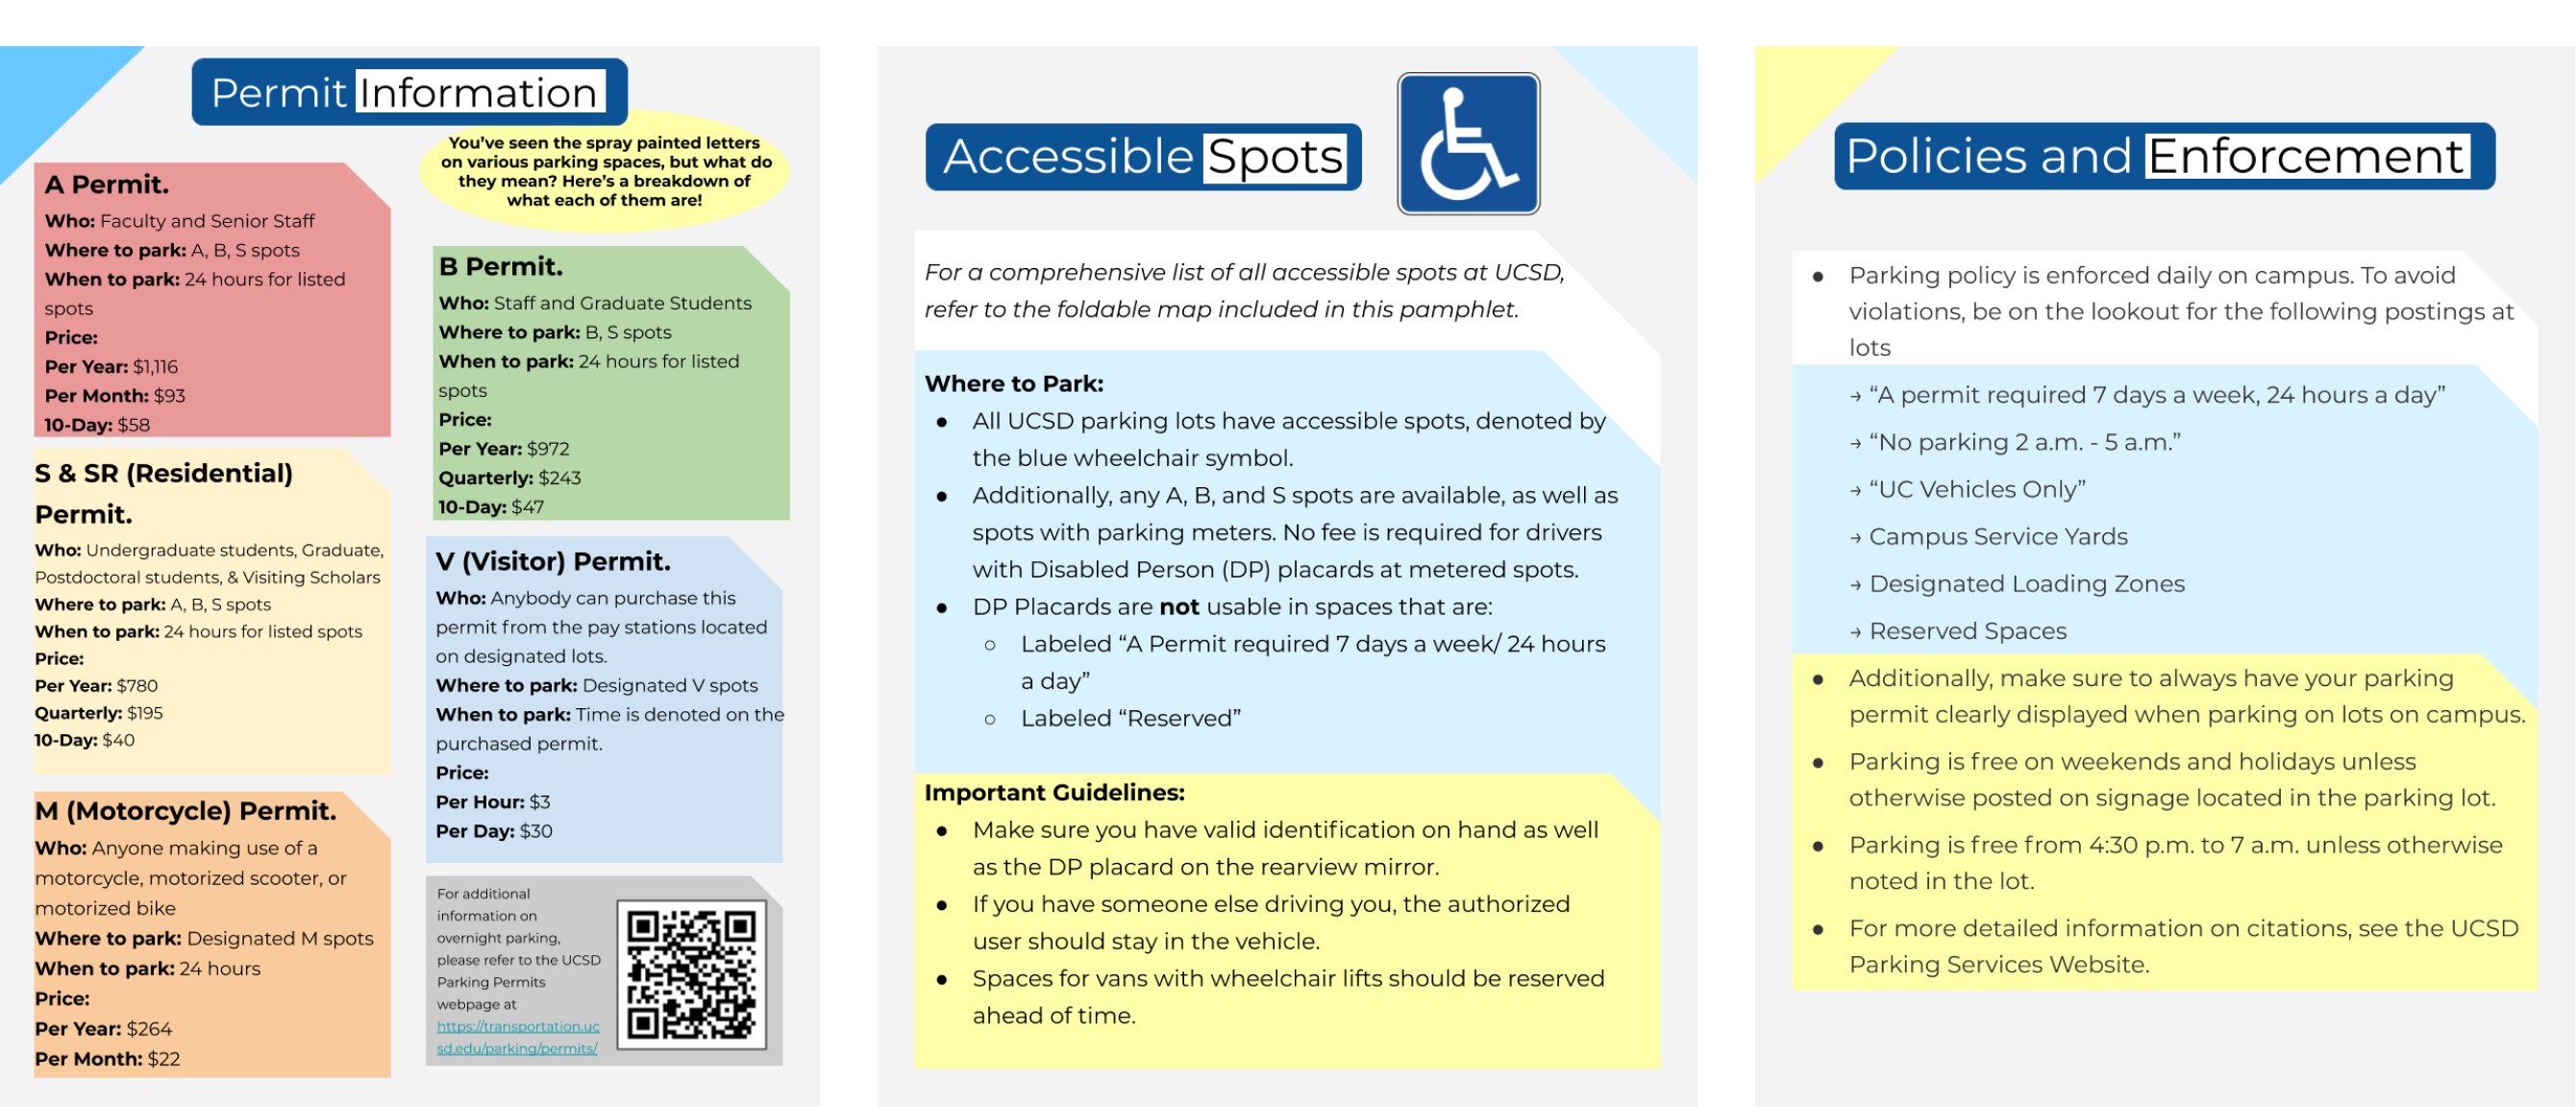 Permit Information
You've seen the spray painted letters
on various parking spaces, but what do
they mean? Here's a breakdown of
what each of them are!
A Permit.
Who: Faculty and Senior Staff
Where to park: A, B, S spots
When to park: 24 hours for listed
spots
Price:
Per Year: $1,116
Per Month: $93
10-Day: $58
B Permit.
Who: Staff and Graduate Students
Where to park: B, S spots
When to park: 24 hours for listed
spots
Price:
Per Year: $972
Quarterly: $243
10-Day: $47
S & SR (Residential)
Permit.
Who: Undergraduate students, Graduate,
Postdoctoral students, & Visiting Scholars
Where to park: A, B, S spots
When to park: 24 hours for listed spots
Price:
Per Year: $780
Quarterly: $195
10-Day: $40
V (Visitor) Permit.
Who: Anybody can purchase this
permit from the pay stations located
on designated lots.
Where to park: Designated V spots
When to park: Time is denoted on the
purchased permit.
Price:
Per Hour: $3
Per Day: $30
M (Motorcycle) Permit.
Who: Anyone making use of a
motorcycle, motorized scooter, or
motorized bike
Where to park: Designated M spots
When to park: 24 hours
Price:
Per Year: $264
Per Month: $22
For additional
information on
overnight parking,
please refer to the UCSD
Parking Permits
webpage at
https://transportation.uc
sd.edu/parking/permits/
Accessible Spots
For a comprehensive list of all accessible spots at UCSD,
refer to the foldable map included in this pamphlet.
Where to Park:
● All UCSD parking lots have accessible spots, denoted by
the blue wheelchair symbol.
● Additionally, any A, B, and S spots are available, as well as
spots with parking meters. No fee is required for drivers
with Disabled Person (DP) placards at metered spots.
● DP Placards are not usable in spaces that are:
○ Labeled "A Permit required 7 days a week/ 24 hours
a day"
○ Labeled "Reserved"
Important Guidelines:
● Make sure you have valid identification on hand as well
as the DP placard on the rearview mirror.
● If you have someone else driving you, the authorized
user should stay in the vehicle.
● Spaces for vans with wheelchair lifts should be reserved
ahead of time.
Policies and Enforcement
● Parking policy is enforced daily on campus. To avoid
violations, be on the lookout for the following postings at
lots
→ "A permit required 7 days a week, 24 hours a day"
→ "No parking 2 a.m. - 5 a.m."
→ "UC Vehicles Only"
→ Campus Service Yards
→ Designated Loading Zones
→ Reserved Spaces
● Additionally, make sure to always have your parking
permit clearly displayed when parking on lots on campus.
● Parking is free on weekends and holidays unless
otherwise posted on signage located in the parking lot.
● Parking is free from 4:30 p.m. to 7 a.m. unless otherwise
noted in the lot.
● For more detailed information on citations, see the UCSD
Parking Services Website.